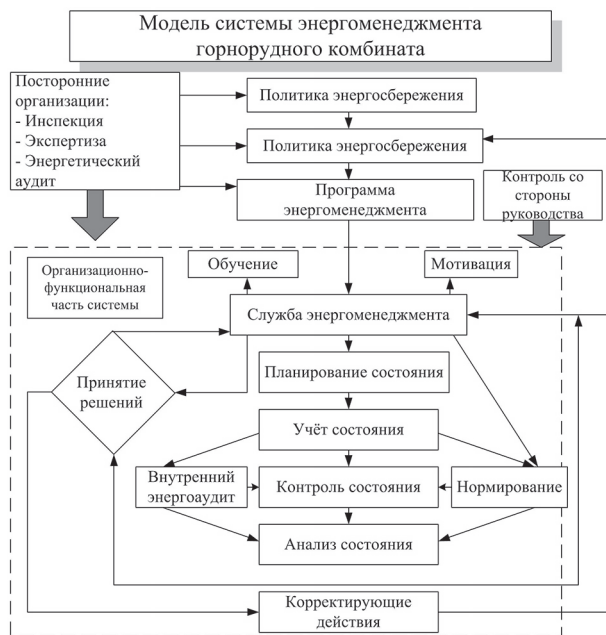 Модель системы энергоменеджмента
горнорудного комбината
Посторонние
организации:
- Инспекция
- Экспертиза
- Энергетический
аудит
Политика энергосбережения
Политика энергосбережения
Программа
энергоменеджмента
Контроль со
стороны
руководства
Организационно-
функциональная
часть системы
Обучение
Мотивация
Служба энергоменеджмента
Принятие
решений
Планирование состояния
Учёт состояния
Внутренний
энергоаудит
Контроль состояния
Нормирование
Анализ состояния
Корректирующие
действия